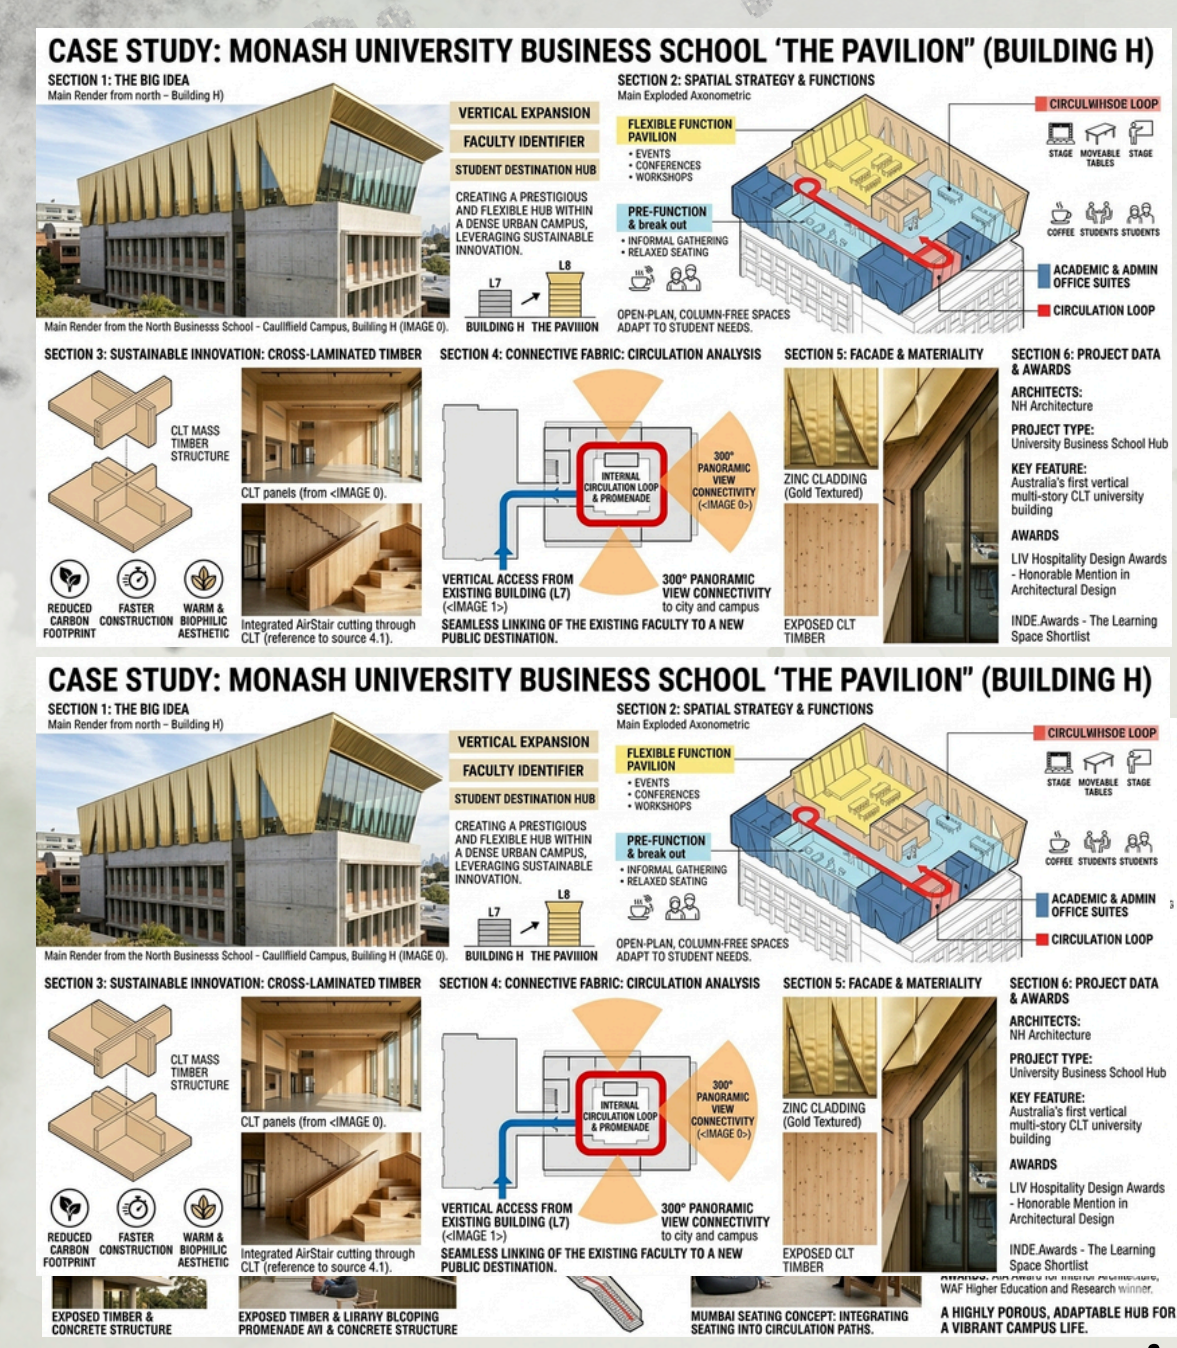 CASE STUDY: MONASH UNIVERSITY BUSINESS SCHOOL ‘THE PAVILION” (BUILDING H)
SECTION 1: THE BIG IDEA
Main Render from north – Building H)
VERTICAL EXPANSION
FACULTY IDENTIFIER
STUDENT DESTINATION HUB
CREATING A PRESTIGIOUS
AND FLEXIBLE HUB WITHIN
A DENSE URBAN CAMPUS,
LEVERAGING SUSTAINABLE
INNOVATION.
L7
L8
BUILDING H THE PAVIIION
Main Render from the North Businesss School - Caullfield Campus, Building H (IMAGE 0).
SECTION 2: SPATIAL STRATEGY & FUNCTIONS
Main Exploded Axonometric
FLEXIBLE FUNCTION
PAVILION
• EVENTS
• CONFERENCES
• WORKSHOPS
PRE-FUNCTION
& break out
• INFORMAL GATHERING
• RELAXED SEATING
OPEN-PLAN, COLUMN-FREE SPACES
ADAPT TO STUDENT NEEDS.
CIRCULWHSOE LOOP
STAGE MOVEABLE STAGE
TABLES
COFFEE STUDENTS STUDENTS
ACADEMIC & ADMIN
OFFICE SUITES
CIRCULATION LOOP
SECTION 3: SUSTAINABLE INNOVATION: CROSS-LAMINATED TIMBER
CLT MASS
TIMBER
STRUCTURE
REDUCED
CARBON
FOOTPRINT
FASTER
CONSTRUCTION
WARM &
BIOPHILIC
AESTHETIC
CLT panels (from <IMAGE 0).
Integrated AirStair cutting through
CLT (reference to source 4.1).
SECTION 4: CONNECTIVE FABRIC: CIRCULATION ANALYSIS
INTERNAL
CIRCULATION LOOP
& PROMENADE
300°
PANORAMIC
VIEW
CONNECTIVITY
(<IMAGE 0>)
VERTICAL ACCESS FROM
EXISTING BUILDING (L7)
(<IMAGE 1>)
300° PANORAMIC
VIEW CONNECTIVITY
to city and campus
SEAMLESS LINKING OF THE EXISTING FACULTY TO A NEW
PUBLIC DESTINATION.
SECTION 5: FACADE & MATERIALITY
ZINC CLADDING
(Gold Textured)
EXPOSED CLT
TIMBER
SECTION 6: PROJECT DATA
& AWARDS
ARCHITECTS:
NH Architecture
PROJECT TYPE:
University Business School Hub
KEY FEATURE:
Australia's first vertical
multi-story CLT university
building
AWARDS
LIV Hospitality Design Awards
- Honorable Mention in
Architectural Design
INDE.Awards - The Learning
Space Shortlist
CASE STUDY: MONASH UNIVERSITY BUSINESS SCHOOL ‘THE PAVILION” (BUILDING H)
SECTION 1: THE BIG IDEA
Main Render from north – Building H)
VERTICAL EXPANSION
FACULTY IDENTIFIER
STUDENT DESTINATION HUB
CREATING A PRESTIGIOUS
AND FLEXIBLE HUB WITHIN
A DENSE URBAN CAMPUS,
LEVERAGING SUSTAINABLE
INNOVATION.
L7
L8
BUILDING H THE PAVIIION
Main Render from the North Businesss School - Caullfield Campus, Building H (IMAGE 0).
SECTION 2: SPATIAL STRATEGY & FUNCTIONS
Main Exploded Axonometric
FLEXIBLE FUNCTION
PAVILION
• EVENTS
• CONFERENCES
• WORKSHOPS
PRE-FUNCTION
& break out
• INFORMAL GATHERING
• RELAXED SEATING
OPEN-PLAN, COLUMN-FREE SPACES
ADAPT TO STUDENT NEEDS.
CIRCULWHSOE LOOP
STAGE MOVEABLE STAGE
TABLES
COFFEE STUDENTS STUDENTS
ACADEMIC & ADMIN
OFFICE SUITES
CIRCULATION LOOP
SECTION 3: SUSTAINABLE INNOVATION: CROSS-LAMINATED TIMBER
CLT MASS
TIMBER
STRUCTURE
REDUCED
CARBON
FOOTPRINT
FASTER
CONSTRUCTION
WARM &
BIOPHILIC
AESTHETIC
CLT panels (from <IMAGE 0).
Integrated AirStair cutting through
CLT (reference to source 4.1).
SECTION 4: CONNECTIVE FABRIC: CIRCULATION ANALYSIS
INTERNAL
CIRCULATION LOOP
& PROMENADE
300°
PANORAMIC
VIEW
CONNECTIVITY
(<IMAGE 0>)
VERTICAL ACCESS FROM
EXISTING BUILDING (L7)
(<IMAGE 1>)
300° PANORAMIC
VIEW CONNECTIVITY
to city and campus
SEAMLESS LINKING OF THE EXISTING FACULTY TO A NEW
PUBLIC DESTINATION.
SECTION 5: FACADE & MATERIALITY
ZINC CLADDING
(Gold Textured)
EXPOSED CLT
TIMBER
SECTION 6: PROJECT DATA
& AWARDS
ARCHITECTS:
NH Architecture
PROJECT TYPE:
University Business School Hub
KEY FEATURE:
Australia's first vertical
multi-story CLT university
building
AWARDS
LIV Hospitality Design Awards
- Honorable Mention in
Architectural Design
INDE.Awards - The Learning
Space Shortlist
EXPOSED TIMBER &
CONCRETE STRUCTURE
EXPOSED TIMBER & LIRAIYY BLCOPING
PROMENADE AVI & CONCRETE STRUCTURE
MUMBAI SEATING CONCEPT: INTEGRATING
SEATING INTO CIRCULATION PATHS.
AWARDS: AIA Award for Interior Architecture,
WAF Higher Education and Research winner.
A HIGHLY POROUS, ADAPTABLE HUB FOR
A VIBRANT CAMPUS LIFE.